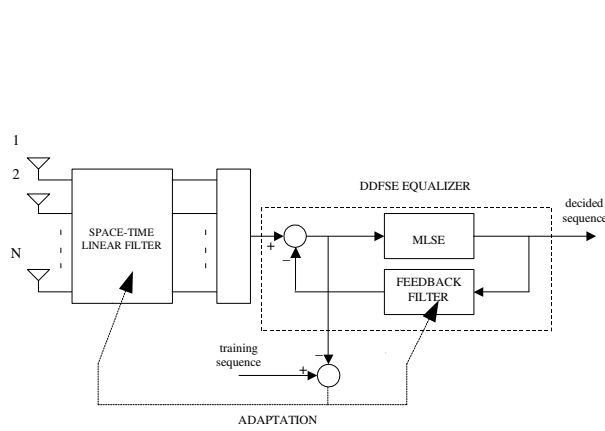 1
2
N
SPACE-TIME
LINEAR FILTER
DDFSE EQUALIZER
decided
sequence
+
−
MLSE
FEEDBACK
FILTER
training
sequence
+
−
ADAPTATION